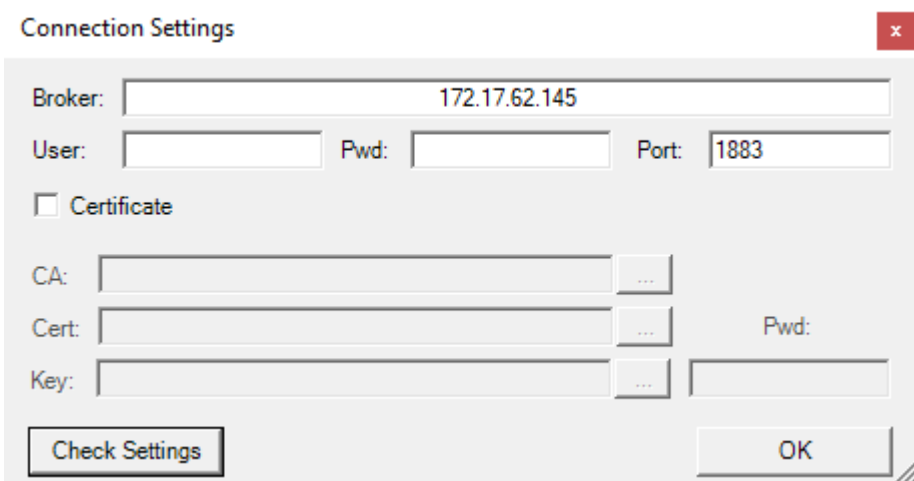 Connection Settings
x
Broker: 172.17.62.145
User: Pwd: Port: 1883
Certificate
CA: ...
Cert: ... Pwd:
Key: ...
Check Settings OK